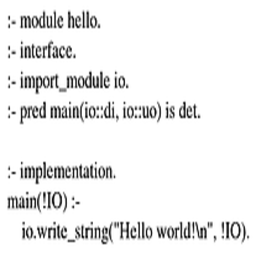 :- module hello.
:- interface.
:- import_module io.
:- pred main(io::di, io::uo) is det.
:- implementation.
main(!IO) :-
io.write_string("Hello world!\n", !IO).